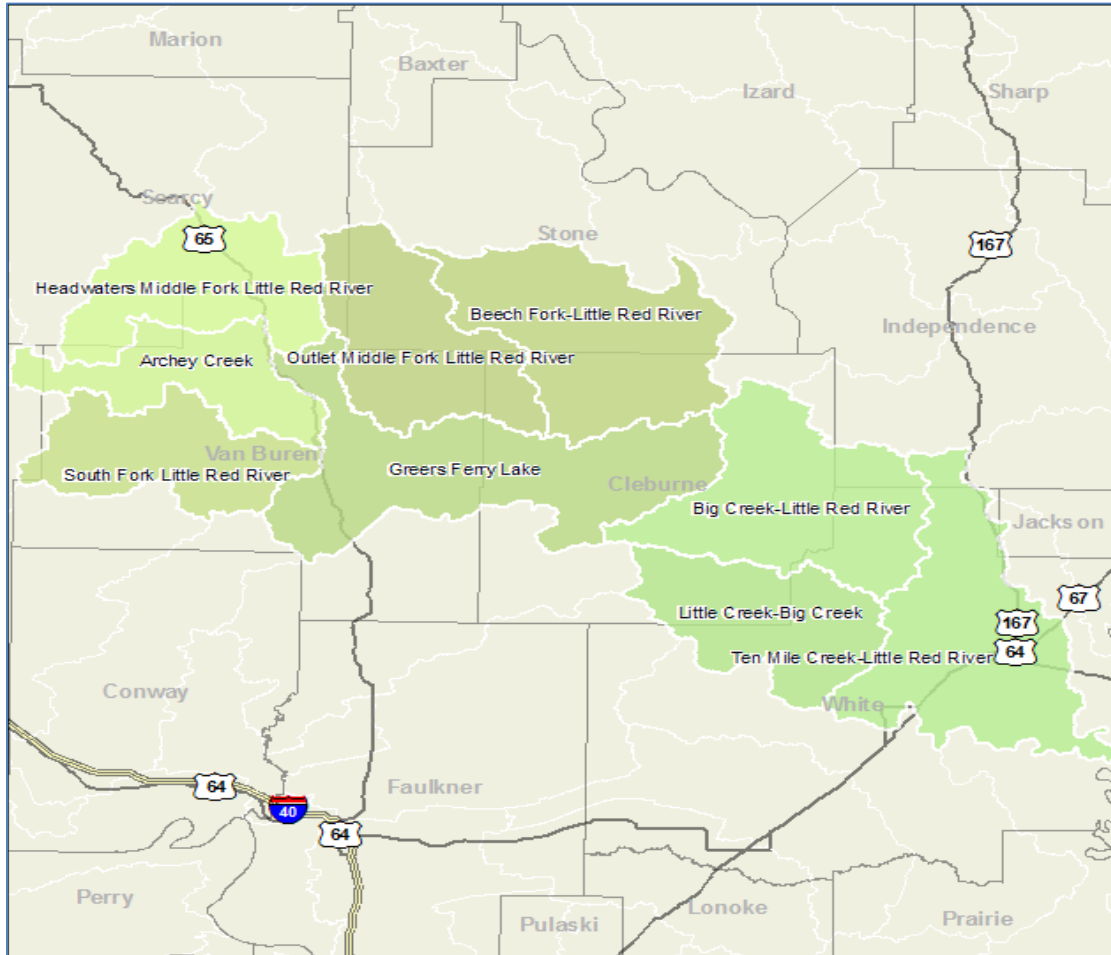 Marion
Baxter
Izard
Sharp
Searcy
65
Stone
167
Headwaters Middle Fork Little Red River
Beech Fork-Little Red River
Independence
Archey Creek
Outlet Middle Fork Little Red River
Van Buren
South Fork Little Red River
Greers Ferry Lake
Cleburne
Big Creek-Little Red River
Jackson
67
Little Creek-Big Creek
167
Ten Mile Creek-Little Red River
64
Conway
White
64
Faulkner
40
64
Perry
Pulaski
Lonoke
Prairie